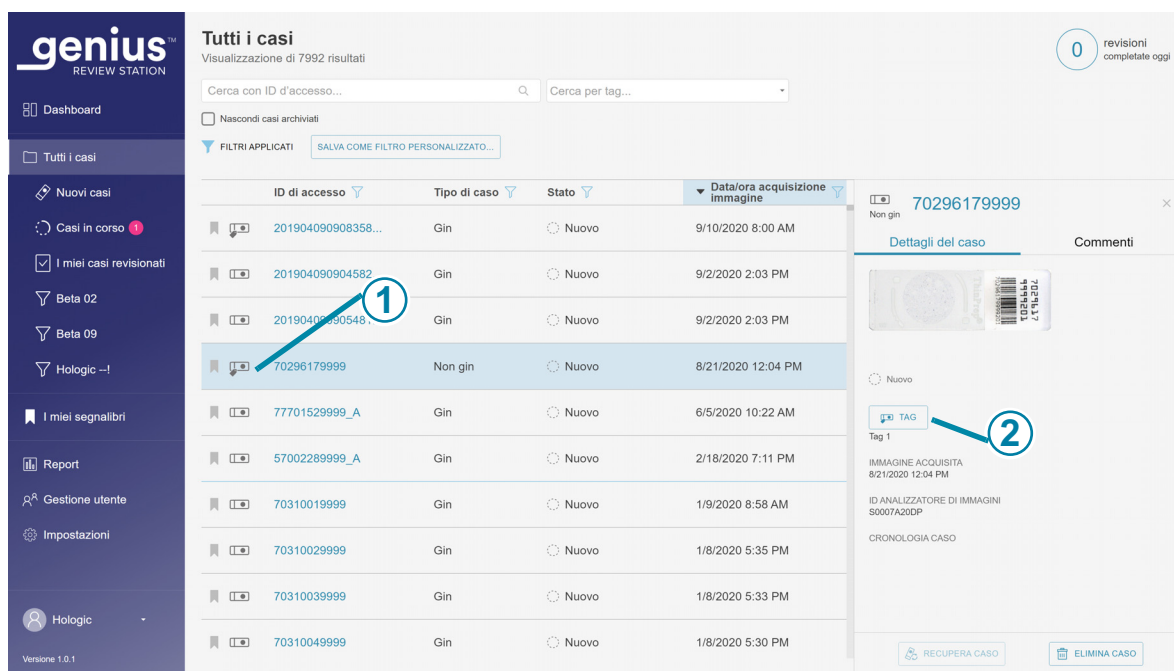 genius™
REVIEW STATION
Dashboard
Tutti i casi
Nuovi casi
Casi in corso 1
I miei casi revisionati
Beta 02
Beta 09
Hologic --!
I miei segnalibri
Report
Gestione utente
Impostazioni
Hologic
Versione 1.0.1
Tutti i casi
Visualizzazione di 7992 risultati
0 revisioni
completate oggi
Cerca con ID d'accesso... Cerca per tag...
Nascondi casi archiviati
FILTRI APPLICATI SALVA COME FILTRO PERSONALIZZATO...
ID di accesso Tipo di caso Stato Data/ora acquisizione
immagine
201904090908358... Gin Nuovo 9/10/2020 8:00 AM
201904090904582 Gin Nuovo 9/2/2020 2:03 PM
Gin Nuovo 9/2/2020 2:03 PM
70296179999 Non gin Nuovo 8/21/2020 12:04 PM
77701529999_A Gin Nuovo 6/5/2020 10:22 AM
57002289999_A Gin Nuovo 2/18/2020 7:11 PM
70310019999 Gin Nuovo 1/9/2020 8:58 AM
70310029999 Gin Nuovo 1/8/2020 5:35 PM
70310039999 Gin Nuovo 1/8/2020 5:33 PM
70310049999 Gin Nuovo 1/8/2020 5:30 PM
1
Non gin
70296179999
Dettagli del caso Commenti
ThinPrep
7029617
9999201
Nuovo
TAG
2
Tag 1
IMMAGINE ACQUISITA
8/21/2020 12:04 PM
ID ANALIZZATORE DI IMMAGINI
S0007A20DP
CRONOLOGIA CASO
RECUPERA CASO ELIMINA CASO